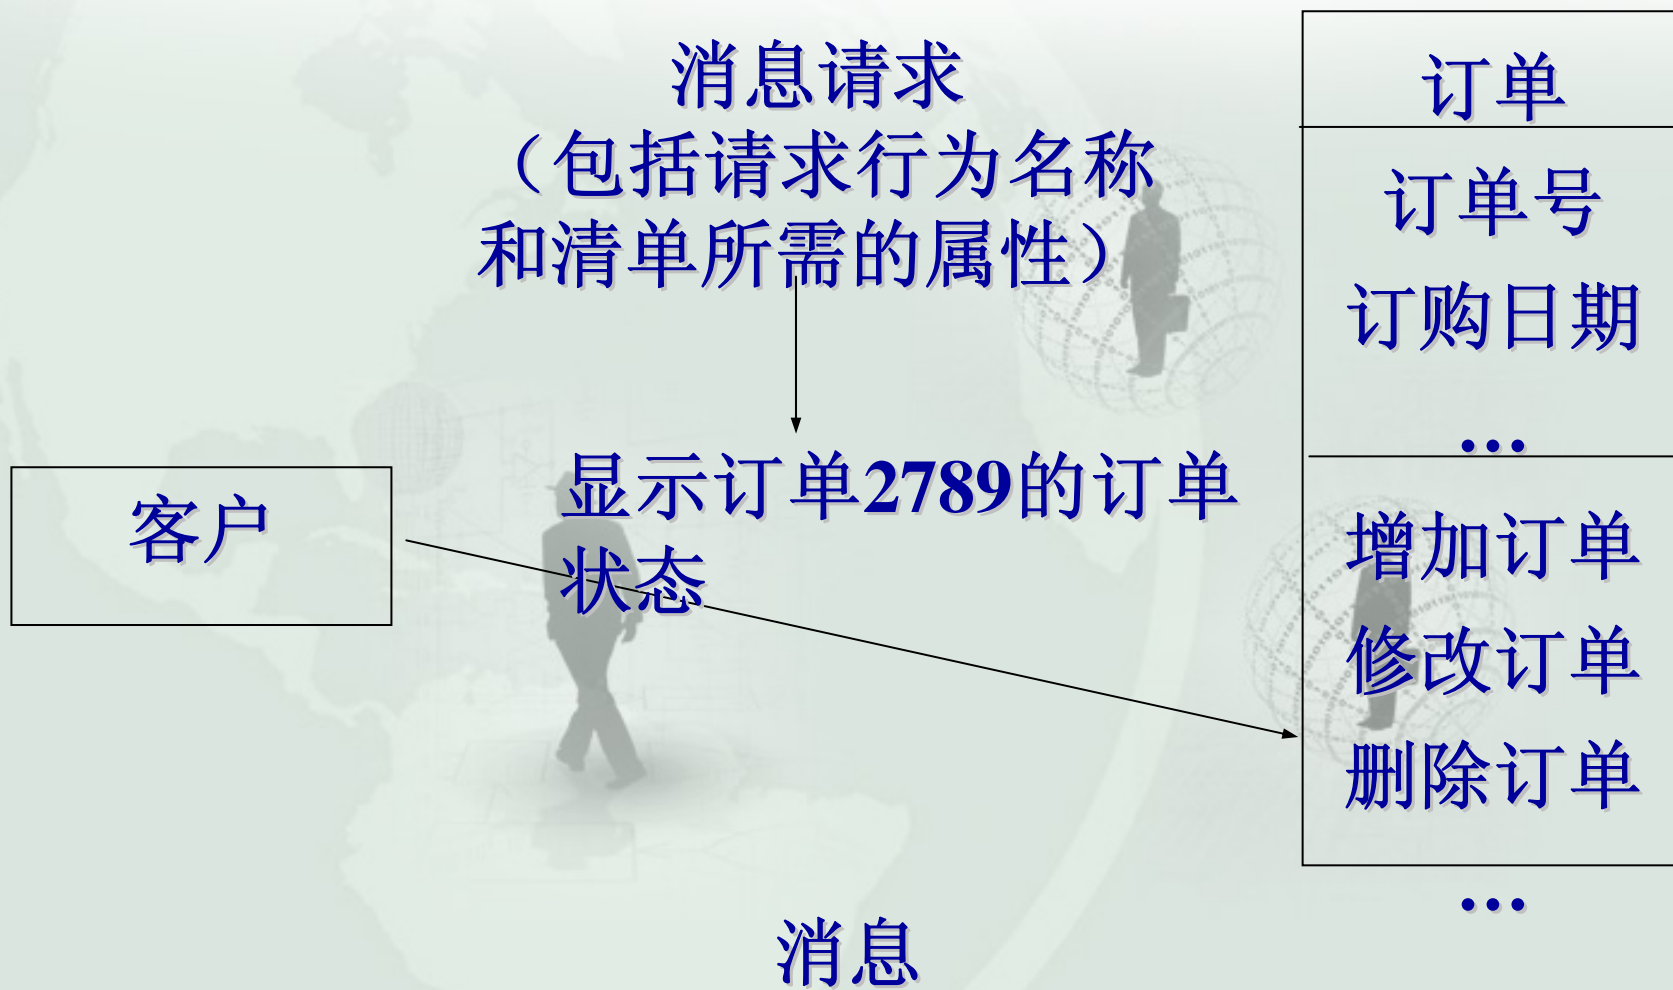 消息请求
（包括请求行为名称
和清单所需的属性）
显示订单2789的订单
状态
客户
订单
订单号
订购日期
…
增加订单
修改订单
删除订单
…
消息